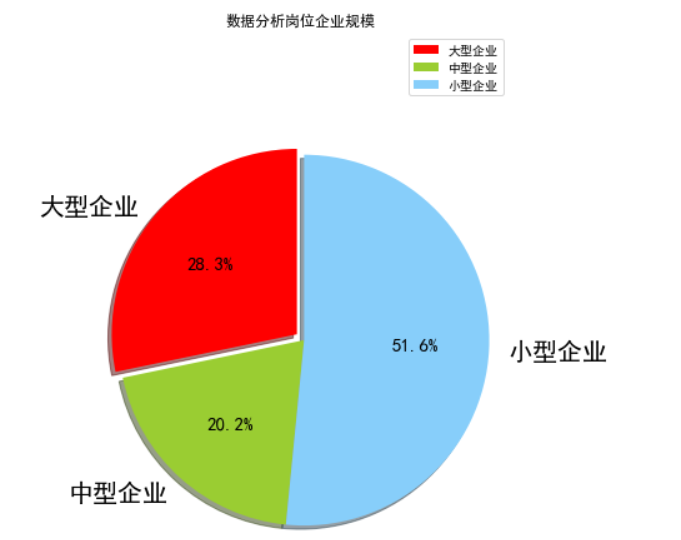 数据分析岗位企业规模
大型企业
中型企业
小型企业
大型企业
28.3%
51.6%
小型企业
20.2%
中型企业